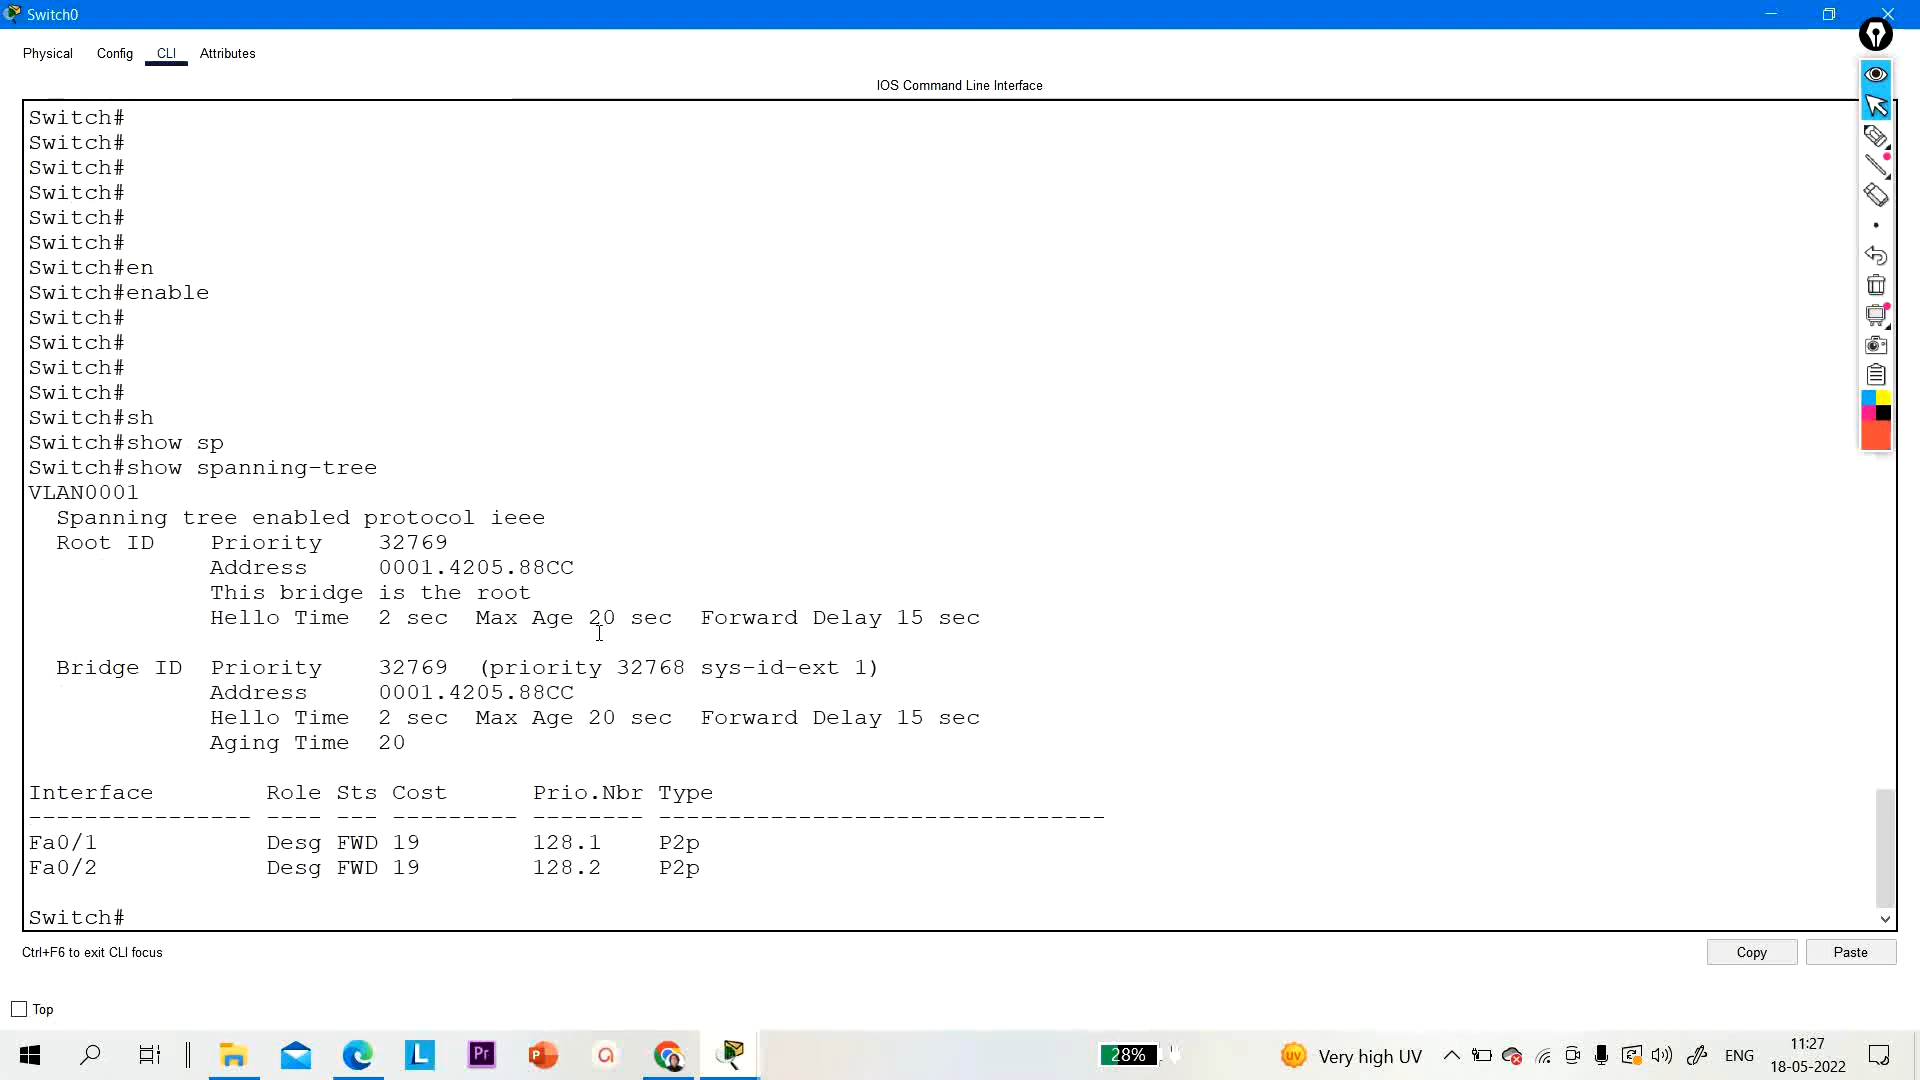 Switch0
Physical Config CLI Attributes
IOS Command Line Interface
Switch#
Switch#
Switch#
Switch#
Switch#
Switch#
Switch#en
Switch#enable
Switch#
Switch#
Switch#
Switch#
Switch#sh
Switch#show sp
Switch#show spanning-tree
VLAN0001
Spanning tree enabled protocol ieee
Root ID Priority 32769
Address 0001.4205.88CC
This bridge is the root
Hello Time 2 sec Max Age 20 sec Forward Delay 15 sec
Bridge ID Priority 32769 (priority 32768 sys-id-ext 1)
Address 0001.4205.88CC
Hello Time 2 sec Max Age 20 sec Forward Delay 15 sec
Aging Time 20
Interface Role Sts Cost Prio.Nbr Type
---------------- ---- --- --------- -------- --------------------------------
Fa0/1 Desg FWD 19 128.1 P2p
Fa0/2 Desg FWD 19 128.2 P2p
Switch#
Ctrl+F6 to exit CLI focus
Copy Paste
Top
L Pr P a 28% UV Very high UV ENG 11:27
18-05-2022